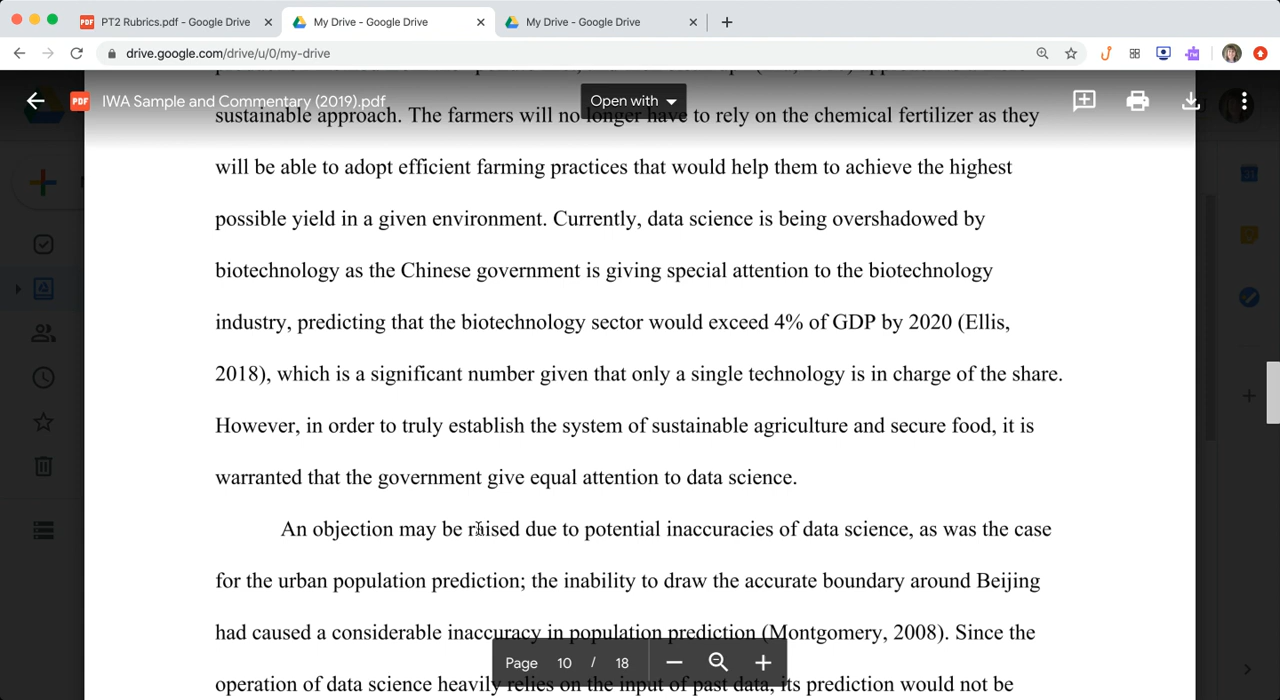 PT2 Rubrics.pdf - Google Drive
My Drive - Google Drive
My Drive - Google Drive
drive.google.com/drive/u/0/my-drive
PDF IWA Sample and Commentary (2019).pdf
Open with
sustainable approach. The farmers will no longer have to rely on the chemical fertilizer as they
will be able to adopt efficient farming practices that would help them to achieve the highest
possible yield in a given environment. Currently, data science is being overshadowed by
biotechnology as the Chinese government is giving special attention to the biotechnology
industry, predicting that the biotechnology sector would exceed 4% of GDP by 2020 (Ellis,
2018), which is a significant number given that only a single technology is in charge of the share.
However, in order to truly establish the system of sustainable agriculture and secure food, it is
warranted that the government give equal attention to data science.
An objection may be raised due to potential inaccuracies of data science, as was the case
for the urban population prediction; the inability to draw the accurate boundary around Beijing
had caused a considerable inaccuracy in population prediction (Montgomery, 2008). Since the
Page 10 / 18
operation of data science heavily relies on the input of past data, its prediction would not be